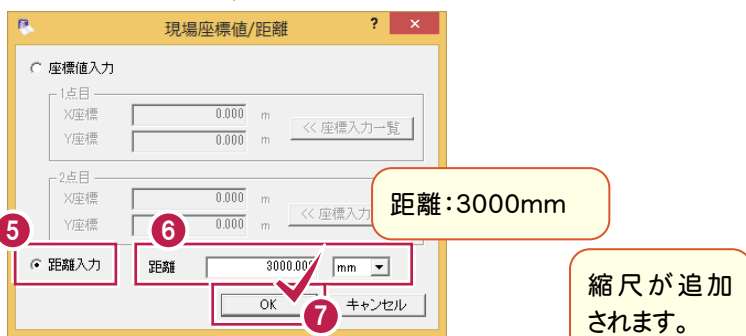 現場座標値/距離 ? ×
座標値入力
1点目
X座標 0.000 m
Y座標 0.000 m
<< 座標入力一覧
2点目
X座標 0.000 m
Y座標 0.000 m
<< 座標入力
距離:3000mm
5
6
距離入力 距離 3000.000 mm
OK キャンセル
7
縮尺が追加
されます。